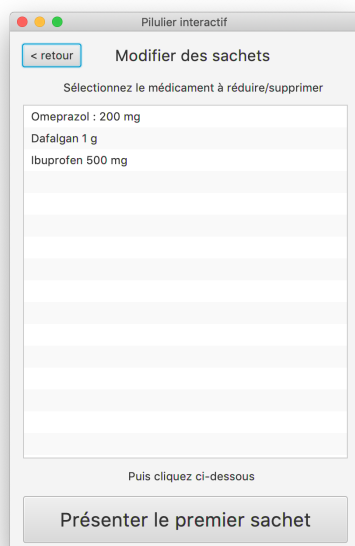 Pilulier interactif
< retour
Modifier des sachets
Sélectionnez le médicament à réduire/supprimer
Omeprazol : 200 mg
Dafalgan 1 g
Ibuprofen 500 mg
Puis cliquez ci-dessous
Présenter le premier sachet